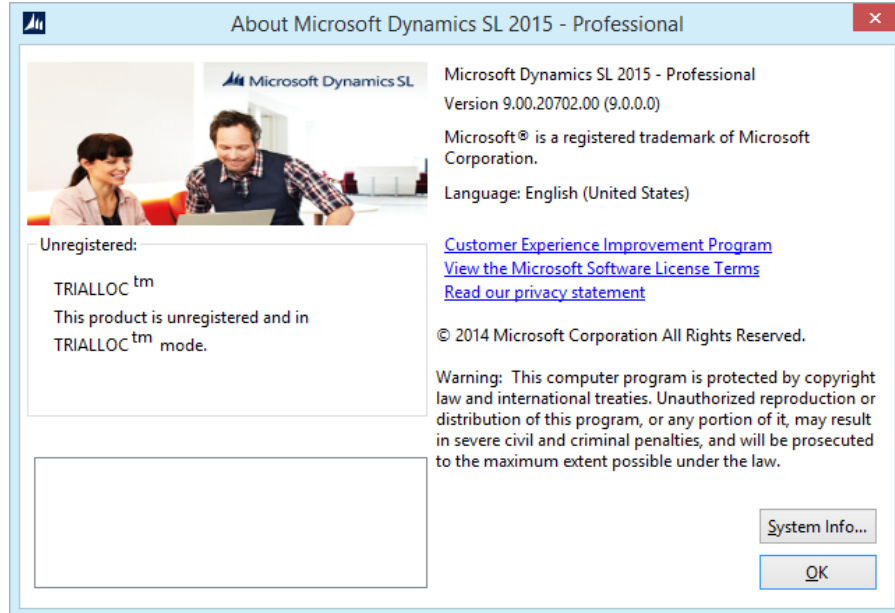 About Microsoft Dynamics SL 2015 - Professional
Microsoft Dynamics SL
Microsoft Dynamics SL 2015 - Professional
Version 9.00.20702.00 (9.0.0.0)
Microsoft® is a registered trademark of Microsoft
Corporation.
Language: English (United States)
Unregistered:
TRIALLOC tm
This product is unregistered and in
TRIALLOC tm mode.
Customer Experience Improvement Program
View the Microsoft Software License Terms
Read our privacy statement
© 2014 Microsoft Corporation All Rights Reserved.
Warning: This computer program is protected by copyright
law and international treaties. Unauthorized reproduction or
distribution of this program, or any portion of it, may result
in severe civil and criminal penalties, and will be prosecuted
to the maximum extent possible under the law.
System Info...
OK